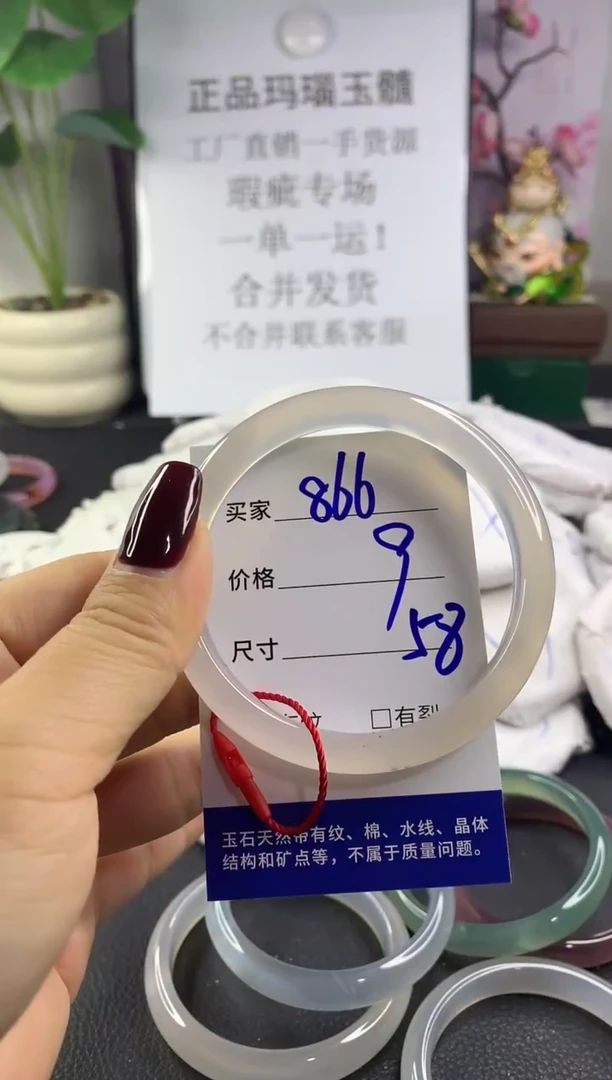 正品玛瑙玉髓
工厂直销一手货源
瑕疵专场
一单一运！
合并发货
不合并联系客服
买家 866
价格 9
尺寸 58
纹 □有裂
玉石天然带有纹、棉、水线、晶体
结构和矿点等，不属于质量问题。